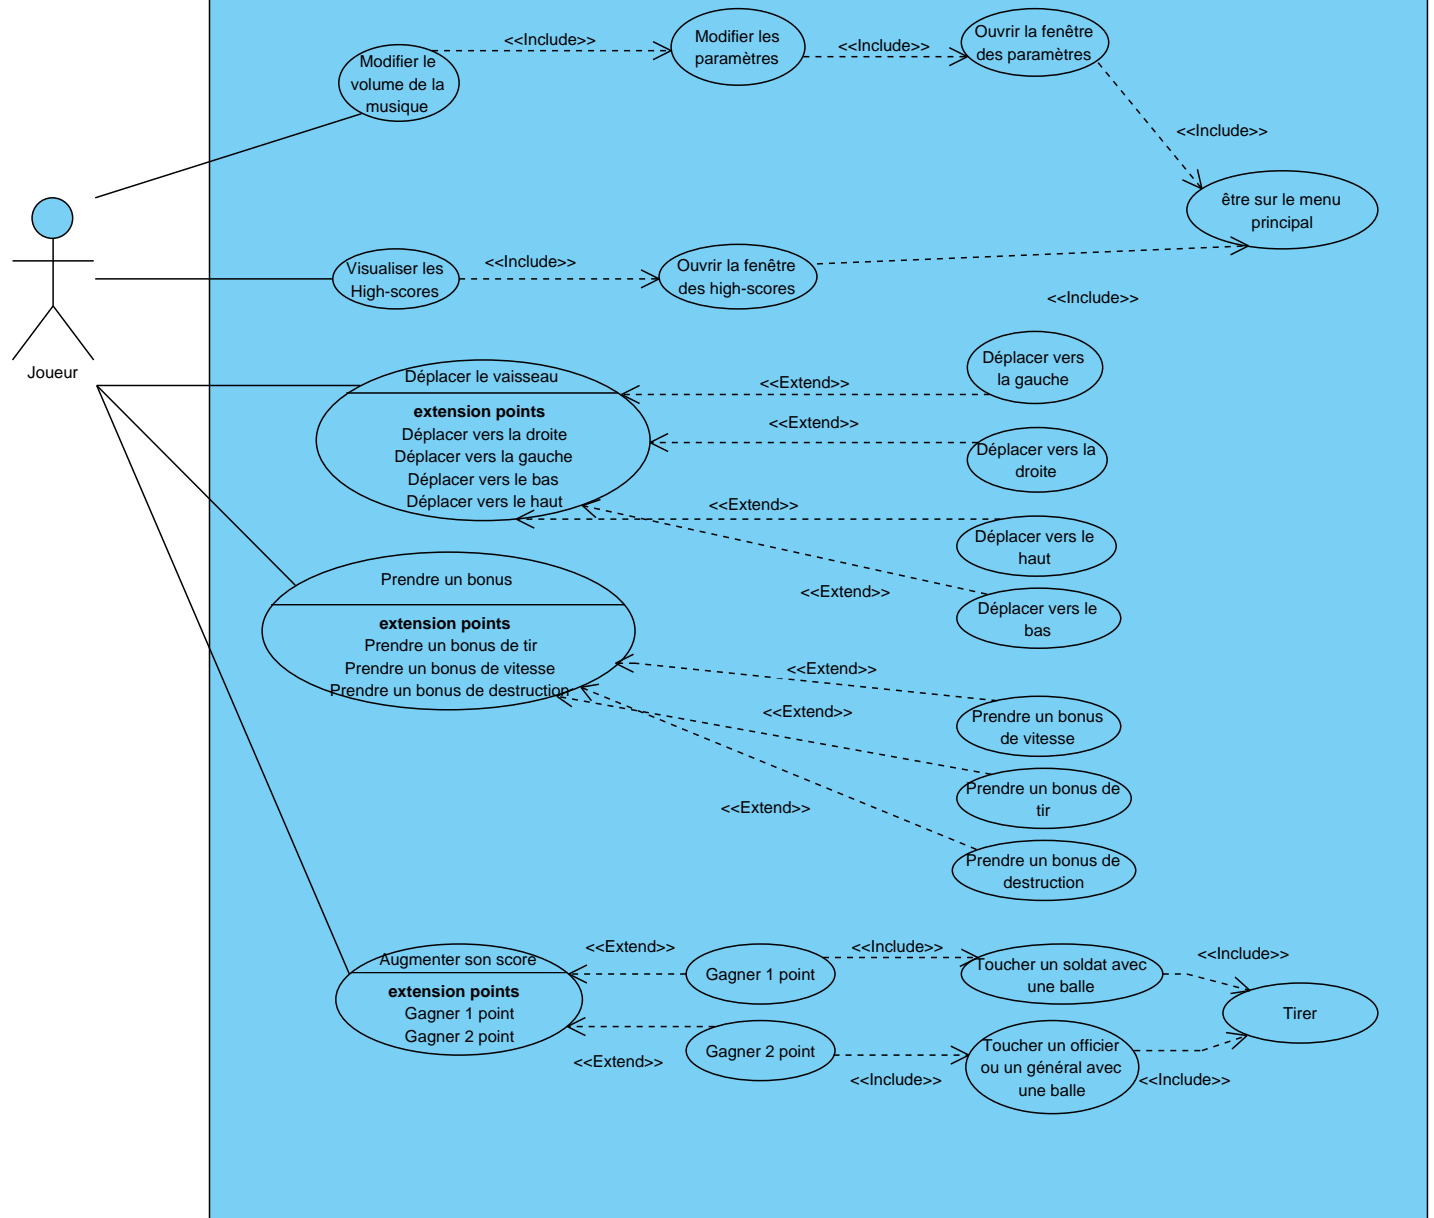 Modifier le
volume de la
musique
<<Include>>
Modifier les
paramètres
<<Include>>
Ouvrir la fenêtre
des paramètres
<<Include>>
être sur le menu
principal
Joueur
Visualiser les
High-scores
<<Include>>
Ouvrir la fenêtre
des high-scores
<<Include>>
Déplacer le vaisseau
extension points
Déplacer vers la droite
Déplacer vers la gauche
Déplacer vers le bas
Déplacer vers le haut
<<Extend>>
Déplacer vers
la gauche
<<Extend>>
Déplacer vers la
droite
<<Extend>>
Déplacer vers le
haut
<<Extend>>
Déplacer vers le
bas
Prendre un bonus
extension points
Prendre un bonus de tir
Prendre un bonus de vitesse
Prendre un bonus de destruction
<<Extend>>
Prendre un bonus
de vitesse
<<Extend>>
Prendre un bonus de
tir
<<Extend>>
Prendre un bonus de
destruction
Augmenter son score
extension points
Gagner 1 point
Gagner 2 point
<<Extend>>
Gagner 1 point
<<Include>>
Toucher un soldat avec
une balle
<<Include>>
Tirer
<<Extend>>
Gagner 2 point
<<Include>>
Toucher un officier
ou un général avec
une balle
<<Include>>